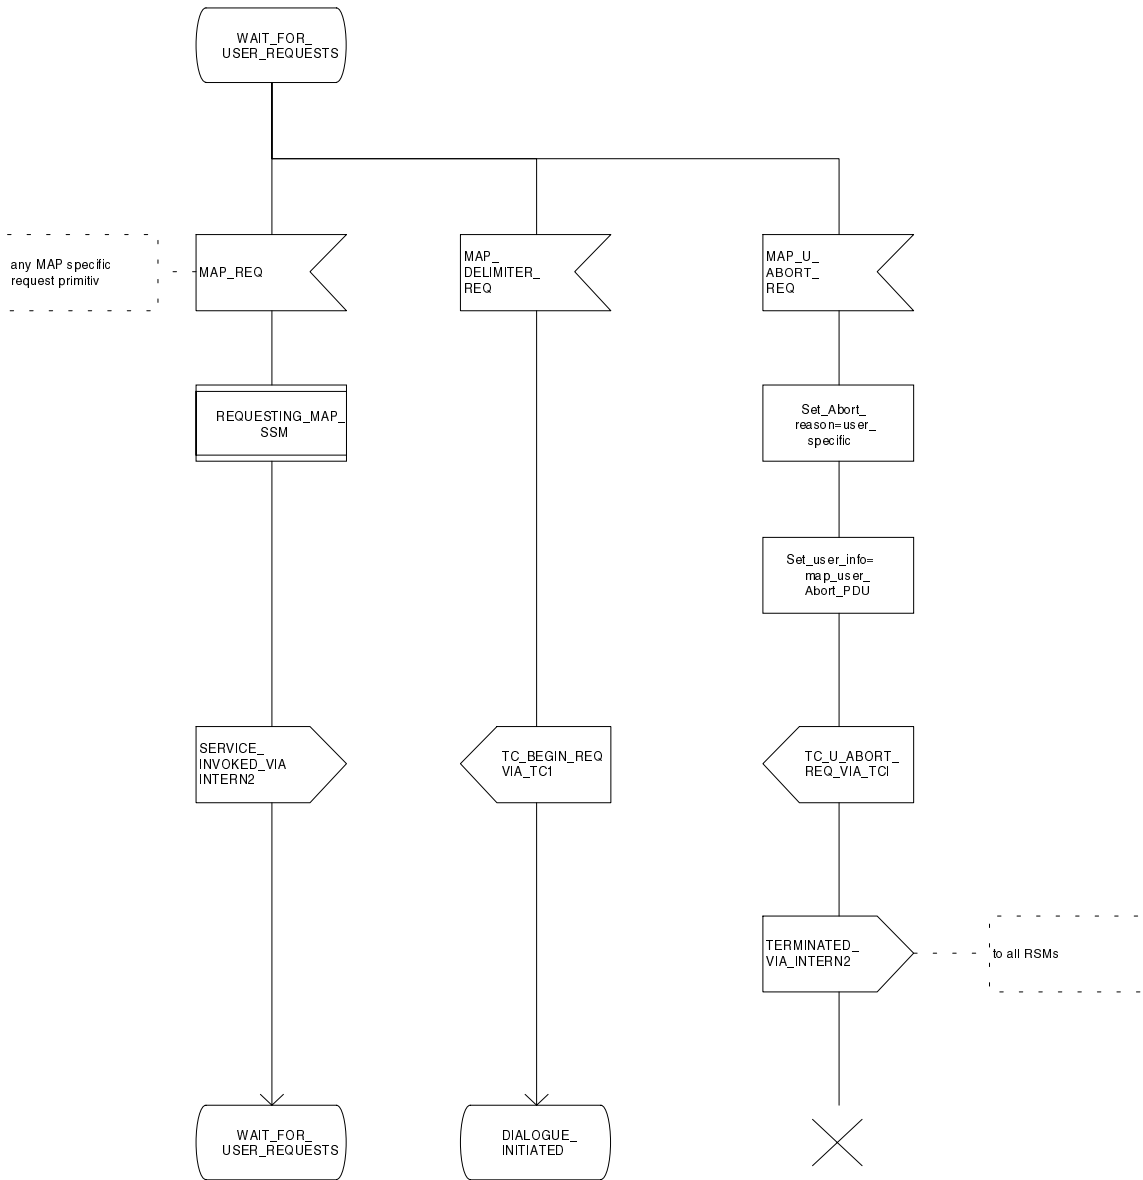 WAIT_FOR_
USER_REQUESTS
any MAP specific
request primitiv
MAP_REQ
MAP_
DELIMITER_
REQ
MAP_U_
ABORT_
REQ
REQUESTING_MAP_
SSM
Set_Abort_
reason=user_
specific
Set_user_info=
map_user_
Abort_PDU
SERVICE_
INVOKED_VIA
INTERN2
TC_BEGIN_REQ
VIA_TC1
TC_U_ABORT_
REQ_VIA_TCI
TERMINATED_
VIA_INTERN2
to all RSMs
WAIT_FOR_
USER_REQUESTS
DIALOGUE_
INITIATED